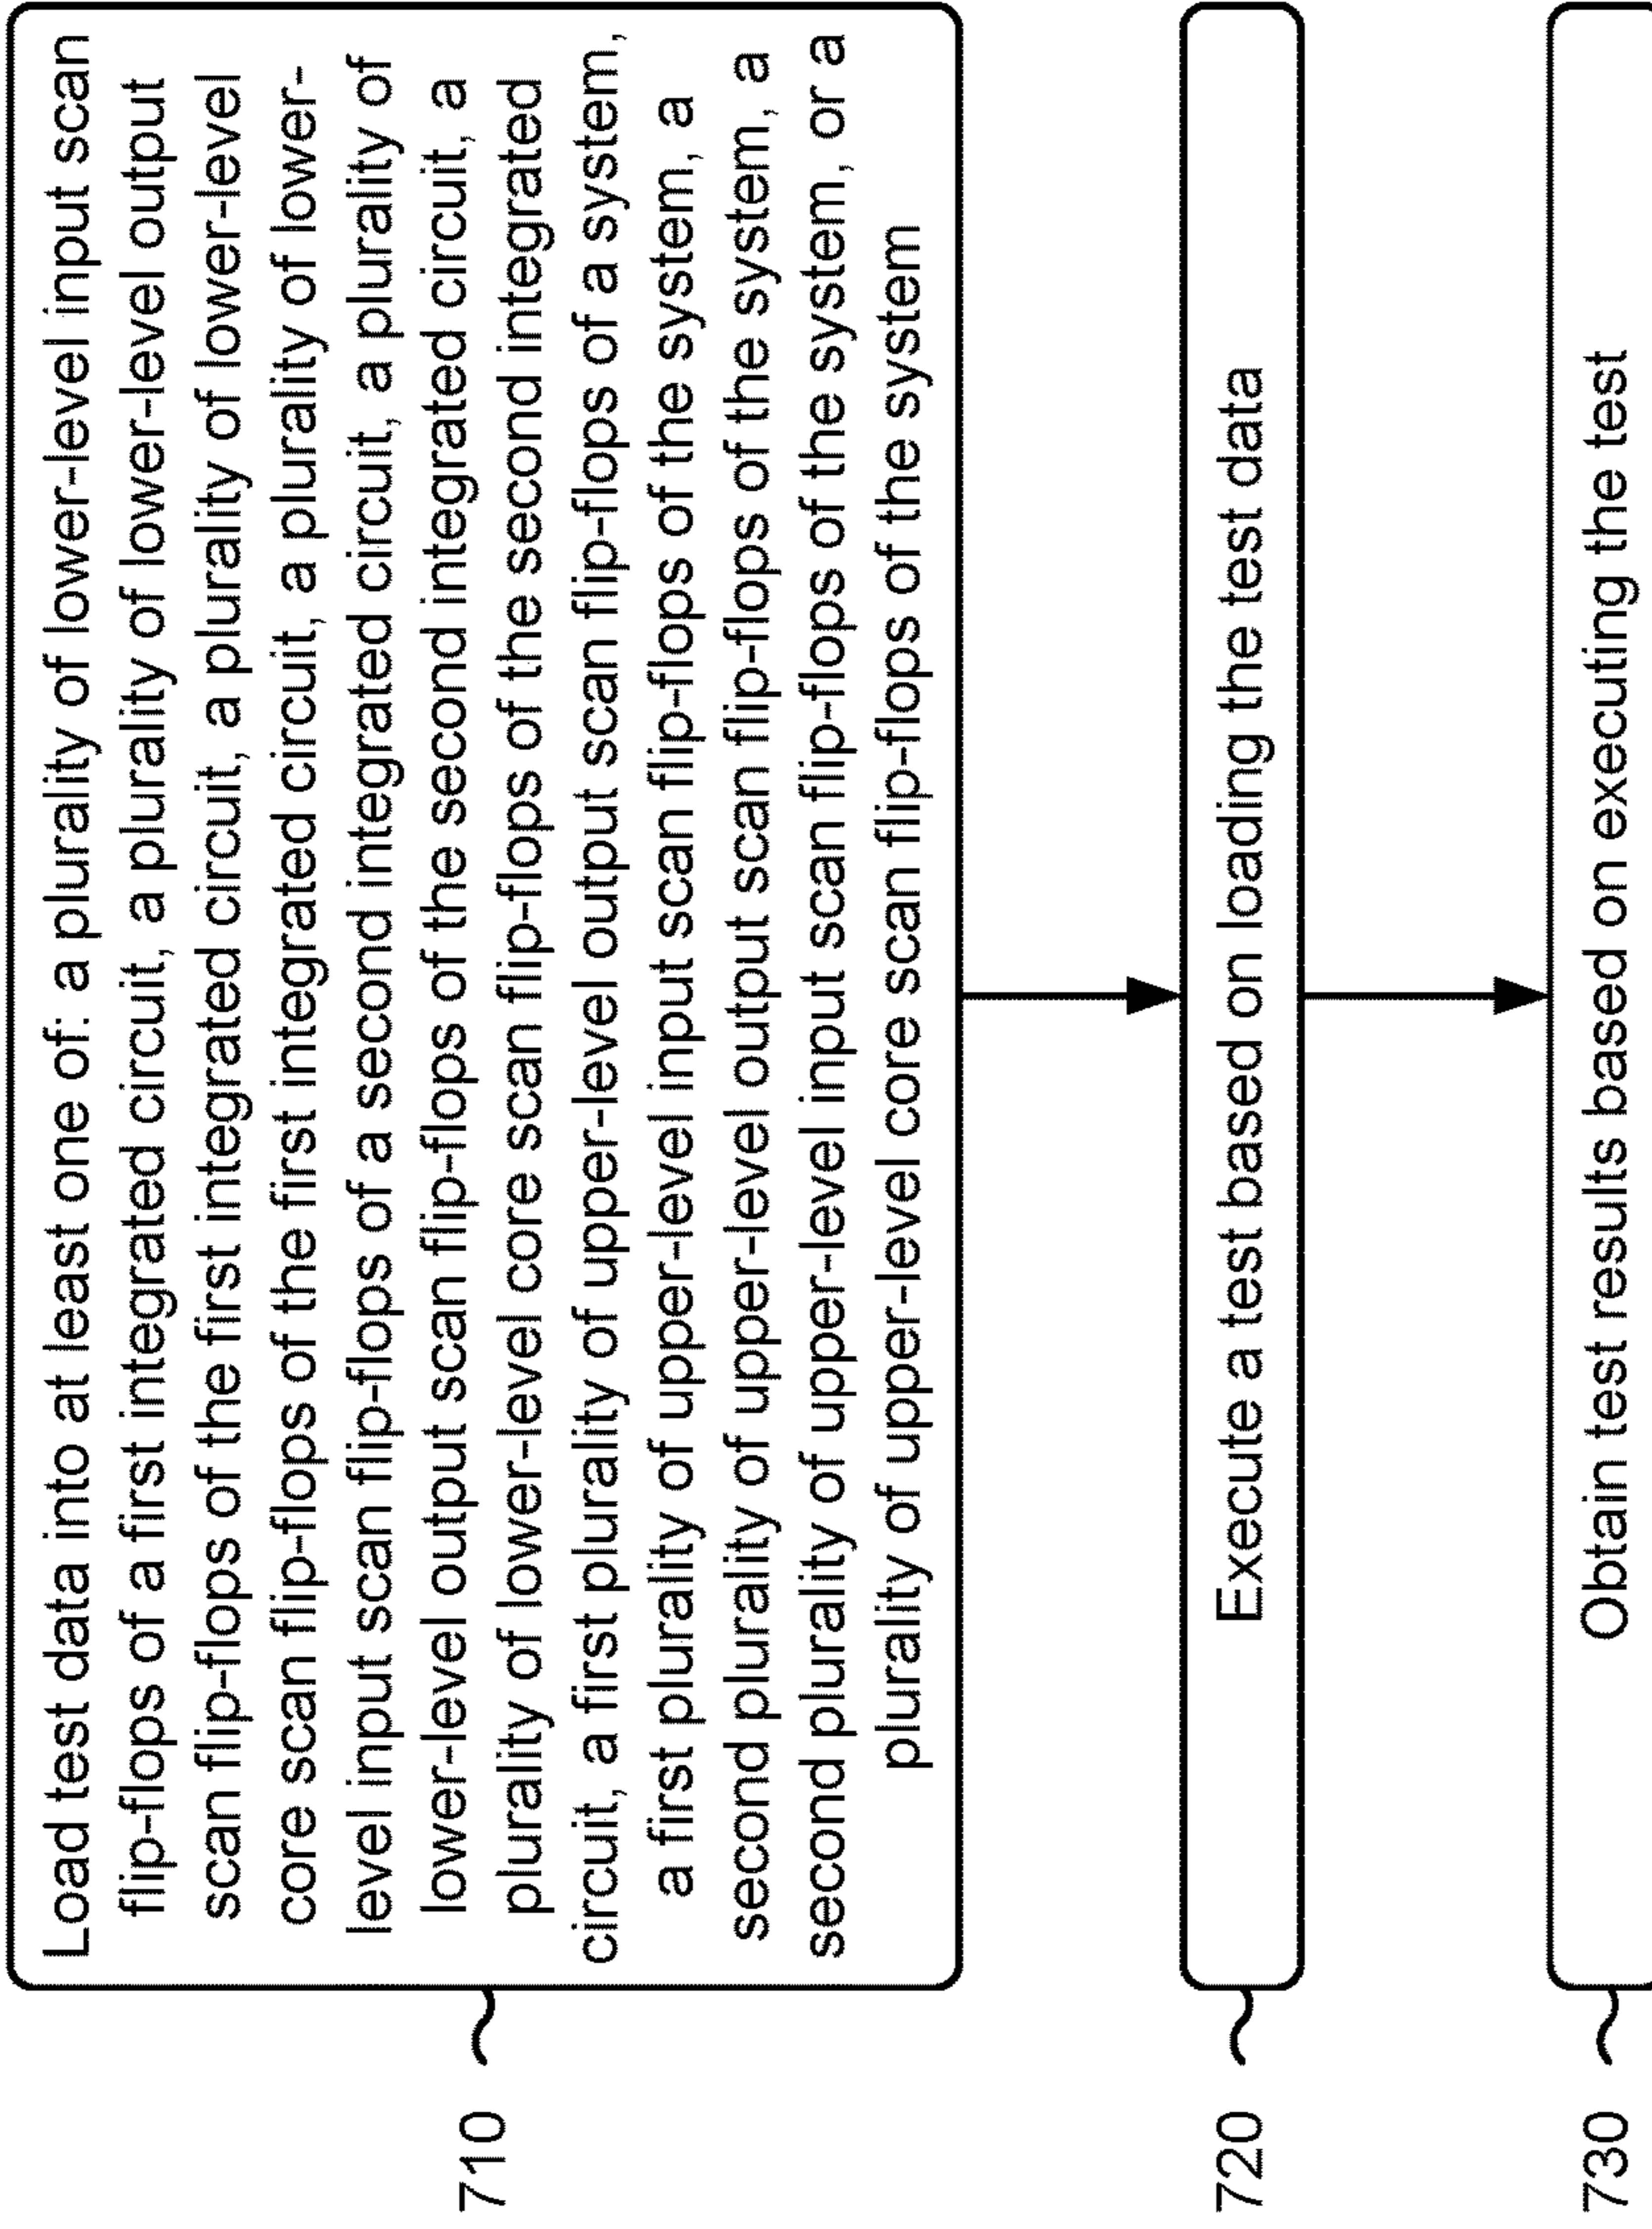 Load test data into at least one of: a plurality of lower-level input scan
flip-flops of a first integrated circuit, a plurality of lower-level output
scan flip-flops of the first integrated circuit, a plurality of lower-level
core scan flip-flops of the first integrated circuit, a plurality of lower-
level input scan flip-flops of a second integrated circuit, a plurality of
lower-level output scan flip-flops of the second integrated circuit, a
plurality of lower-level core scan flip-flops of the second integrated
circuit, a first plurality of upper-level output scan flip-flops of a system,
a first plurality of upper-level input scan flip-flops of the system, a
second plurality of upper-level output scan flip-flops of the system, a
second plurality of upper-level input scan flip-flops of the system, or a
plurality of upper-level core scan flip-flops of the system
710
Execute a test based on loading the test data
720
Obtain test results based on executing the test
730